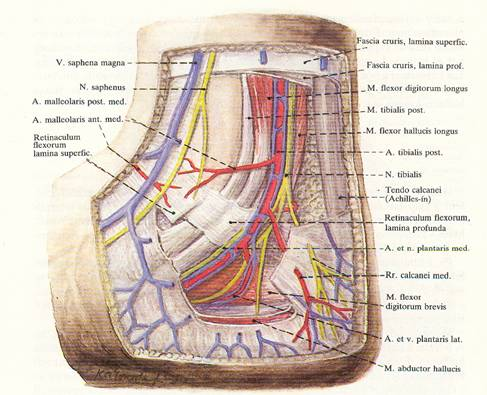 V. saphena magna
N. saphenus
A. malleolaris post. med.
A. malleolaris ant. med.
Retinaculum
flexorum
lamina superfic.
Fascia cruris, lamina superfic.
Fascia cruris, lamina prof.
M. flexor digitorum longus
M. tibialis post.
M. flexor hallucis longus
A. tibialis post.
N. tibialis
Tendo calcanei
(Achilles-ín)
Retinaculum flexorum,
lamina profunda
A. et n. plantaris med.
Rr. calcanei med.
M. flexor
digitorum brevis
A. et v. plantaris lat.
M. abductor hallucis